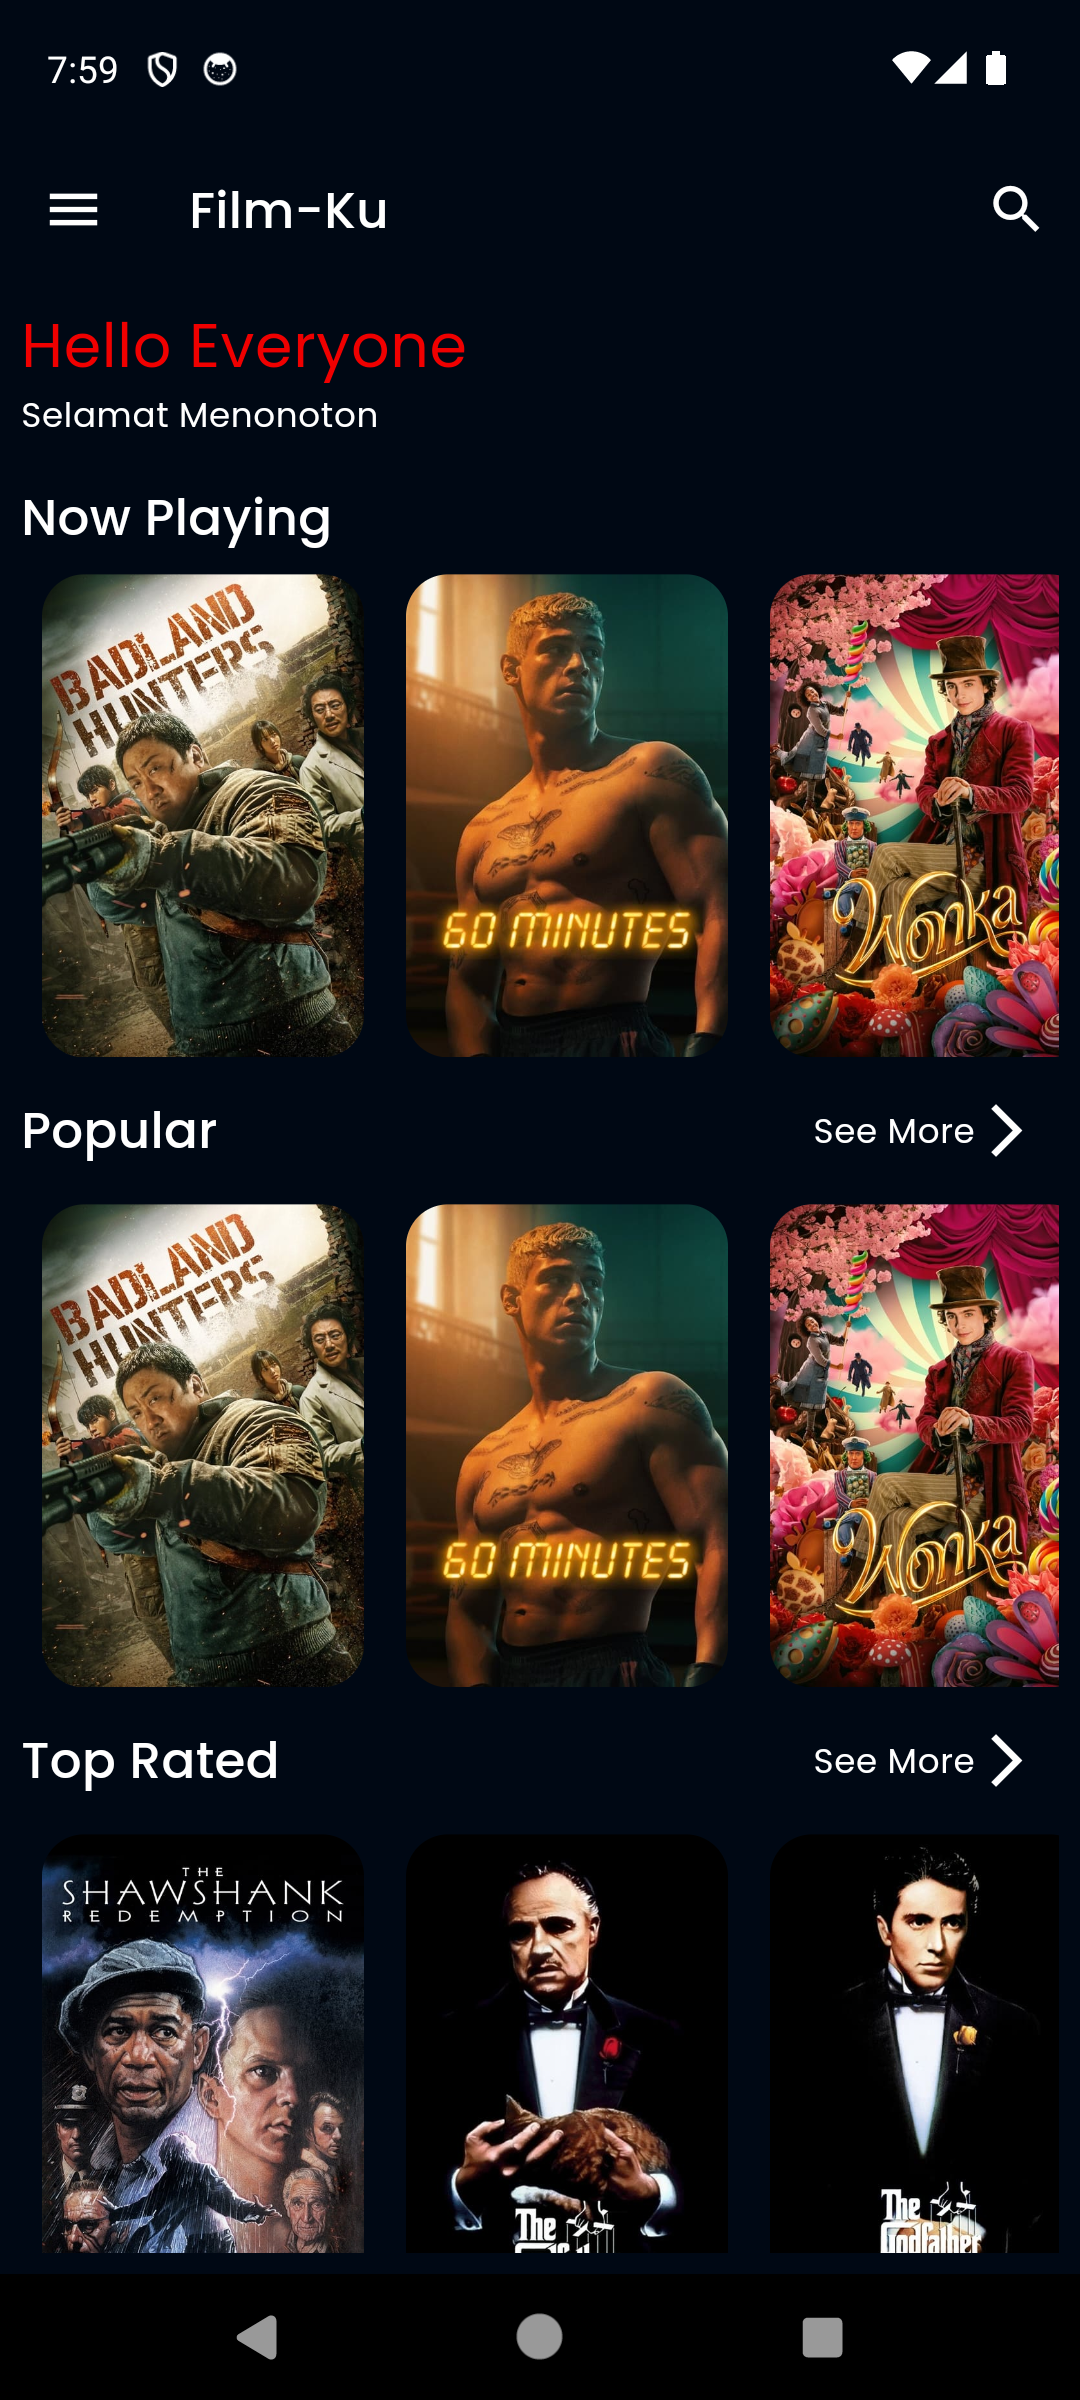 7:59
Film-Ku
Hello Everyone
Selamat Menonoton
Now Playing
BADLAND
HUNTERS
60 MINUTES
Wonka
Popular
See More
BADLAND
HUNTERS
60 MINUTES
Wonka
Top Rated
See More
THE
SHAWSHANK
REDEMPTION
The
The
Godfather